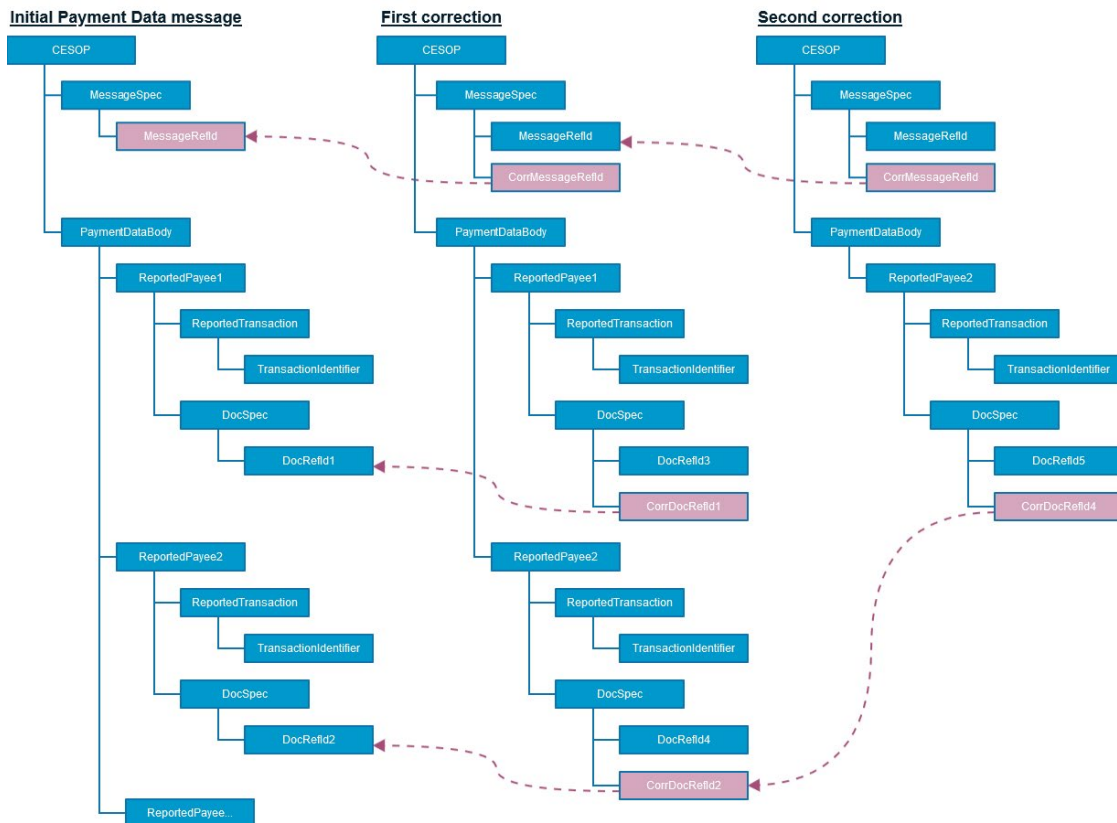 Initial Payment Data message
CESOP
MessageSpec
MessageRefId
PaymentDataBody
ReportedPayee1
ReportedTransaction
TransactionIdentifier
DocSpec
DocRefId1
ReportedPayee2
ReportedTransaction
TransactionIdentifier
DocSpec
DocRefId2
ReportedPayee...
First correction
CESOP
MessageSpec
MessageRefId
CorrMessageRefId
PaymentDataBody
ReportedPayee1
ReportedTransaction
TransactionIdentifier
DocSpec
DocRefId3
CorrDocRefId1
ReportedPayee2
ReportedTransaction
TransactionIdentifier
DocSpec
DocRefId4
CorrDocRefId2
Second correction
CESOP
MessageSpec
MessageRefId
CorrMessageRefId
PaymentDataBody
ReportedPayee2
ReportedTransaction
TransactionIdentifier
DocSpec
DocRefId5
CorrDocRefId4